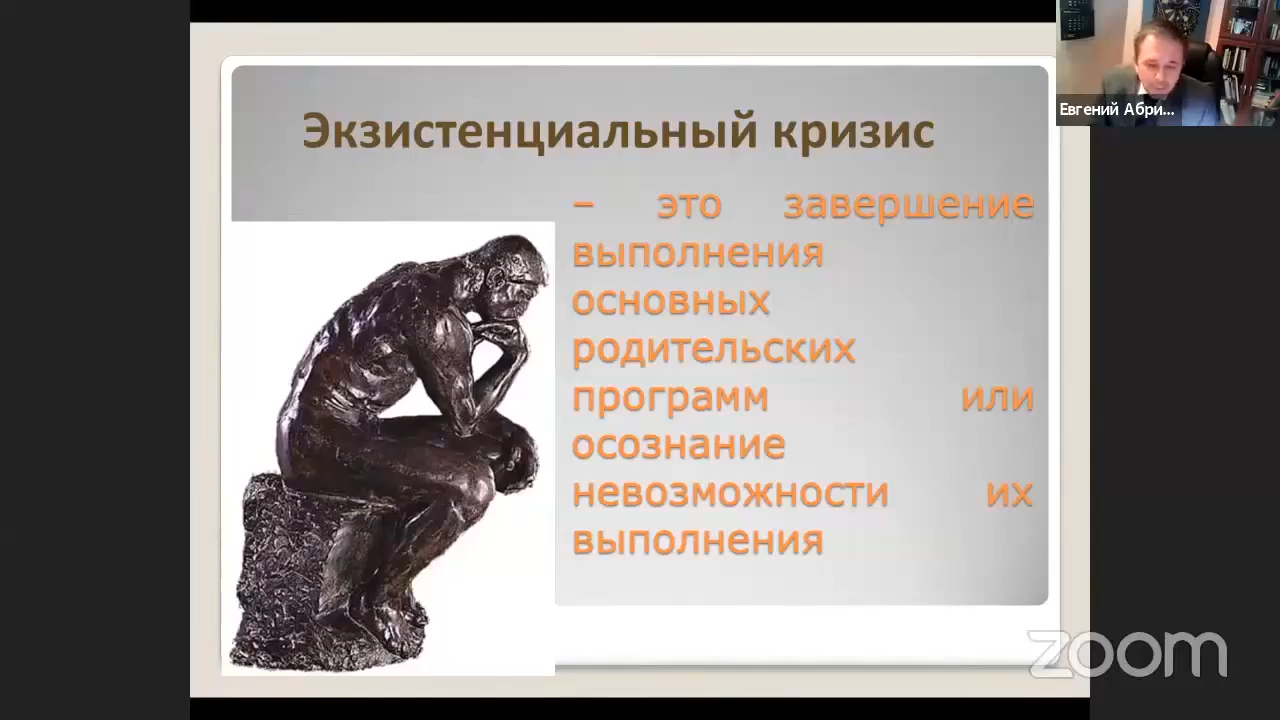 Экзистенциальный кризис
– это завершение
выполнения
основных
родительских
программ или
осознание
невозможности их
выполнения
Евгений Абри...
zoom